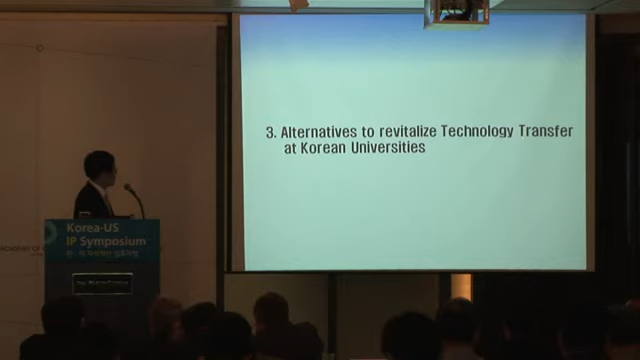 3. Alternatives to revitalize Technology Transfer
at Korean Universities
Korea-US
IP Symposium